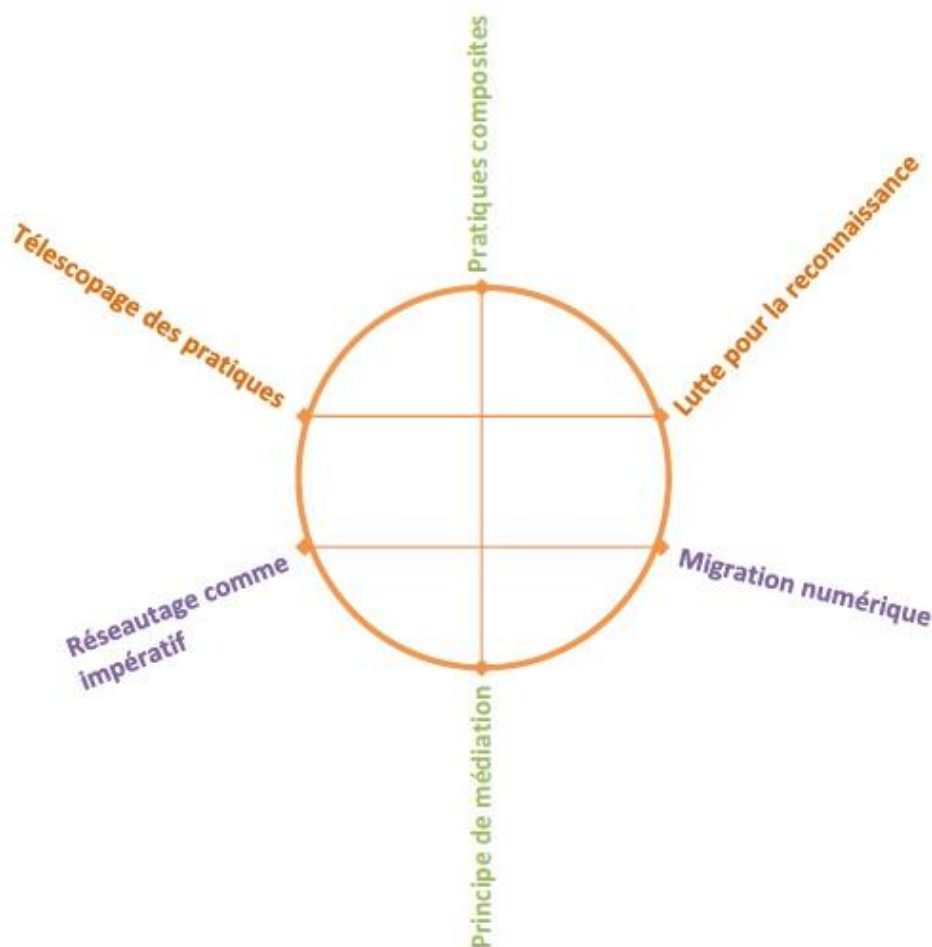 Pratiques composites
Télescopage des pratiques
Lutte pour la reconnaissance
Réseautage comme
impératif
Migration numérique
Principe de médiation